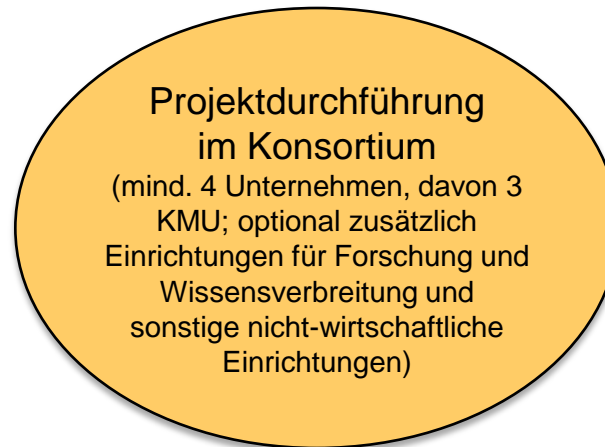 Projektdurchführung
im Konsortium
(mind. 4 Unternehmen, davon 3
KMU; optional zusätzlich
Einrichtungen für Forschung und
Wissensverbreitung und
sonstige nicht-wirtschaftliche
Einrichtungen)